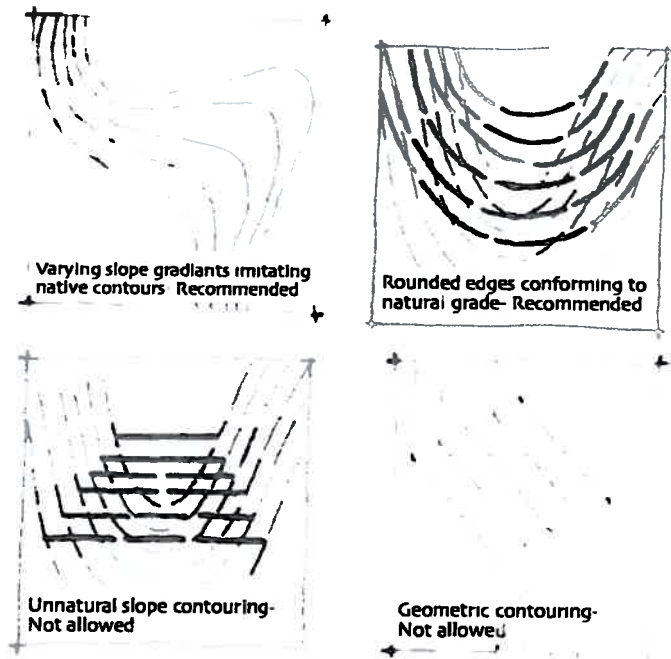 Varying slope gradiants imitating
native contours Recommended
Rounded edges conforming to
natural grade- Recommended
Unnatural slope contouring-
Not allowed
Geometric contouring-
Not allowed